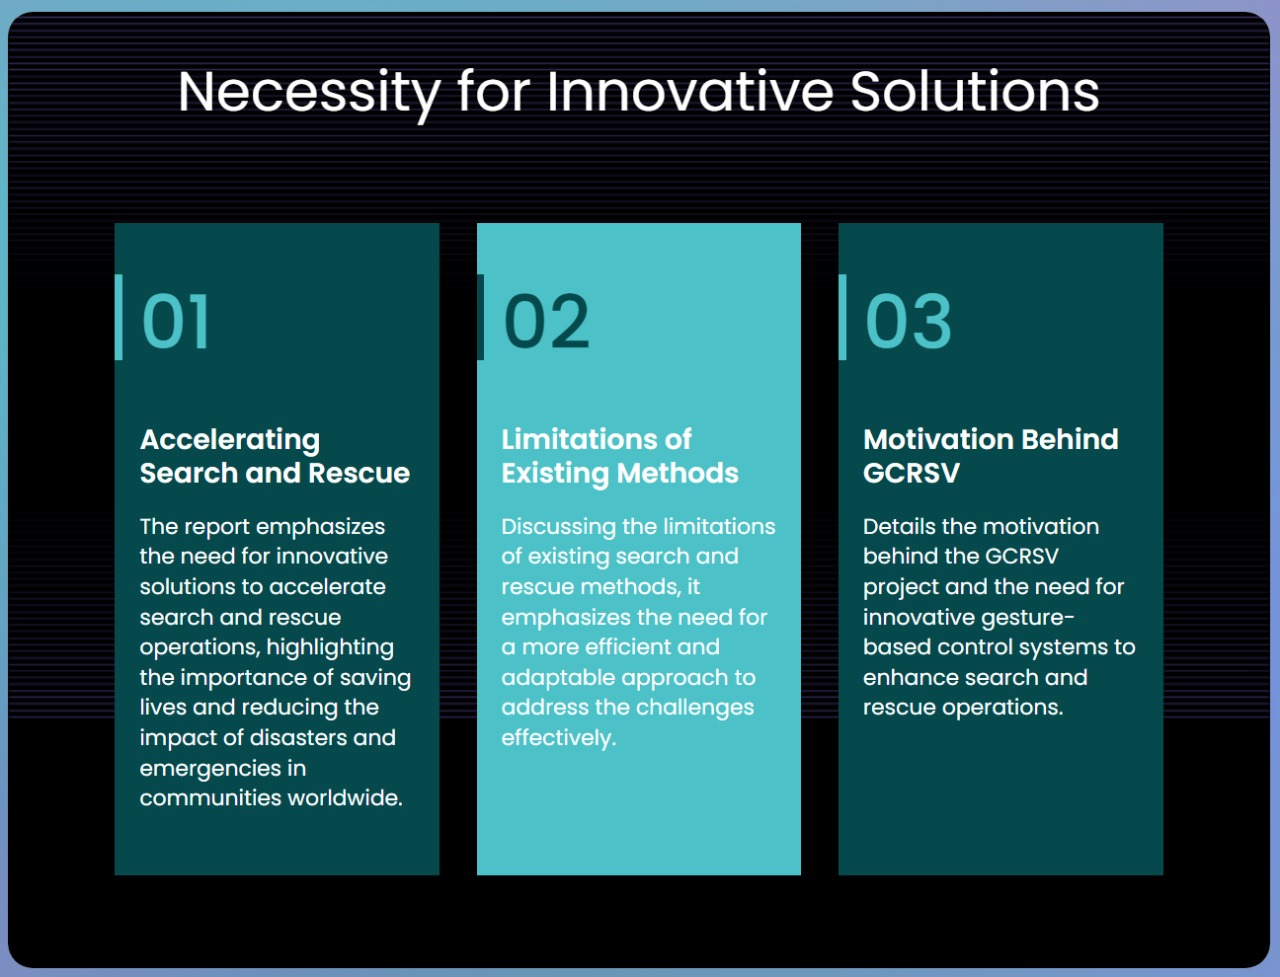 Necessity for Innovative Solutions
01
Accelerating
Search and Rescue
The report emphasizes
the need for innovative
solutions to accelerate
search and rescue
operations, highlighting
the importance of saving
lives and reducing the
impact of disasters and
emergencies in
communities worldwide.
02
Limitations of
Existing Methods
Discussing the limitations
of existing search and
rescue methods, it
emphasizes the need for
a more efficient and
adaptable approach to
address the challenges
effectively.
03
Motivation Behind
GCRSV
Details the motivation
behind the GCRSV
project and the need for
innovative gesture-
based control systems to
enhance search and
rescue operations.